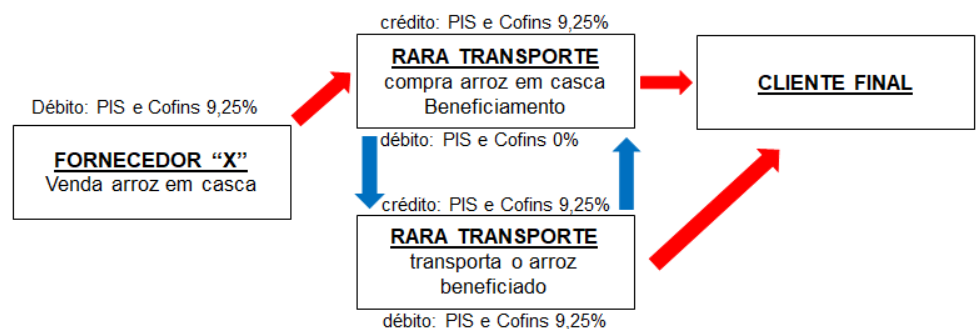 Débito: PIS e Cofins 9,25%
FORNECEDOR “X”
Venda arroz em casca
crédito: PIS e Cofins 9,25%
RARA TRANSPORTE
compra arroz em casca
Beneficiamento
débito: PIS e Cofins 0%
CLIENTE FINAL
crédito: PIS e Cofins 9,25%
RARA TRANSPORTE
transporta o arroz
beneficiado
débito: PIS e Cofins 9,25%